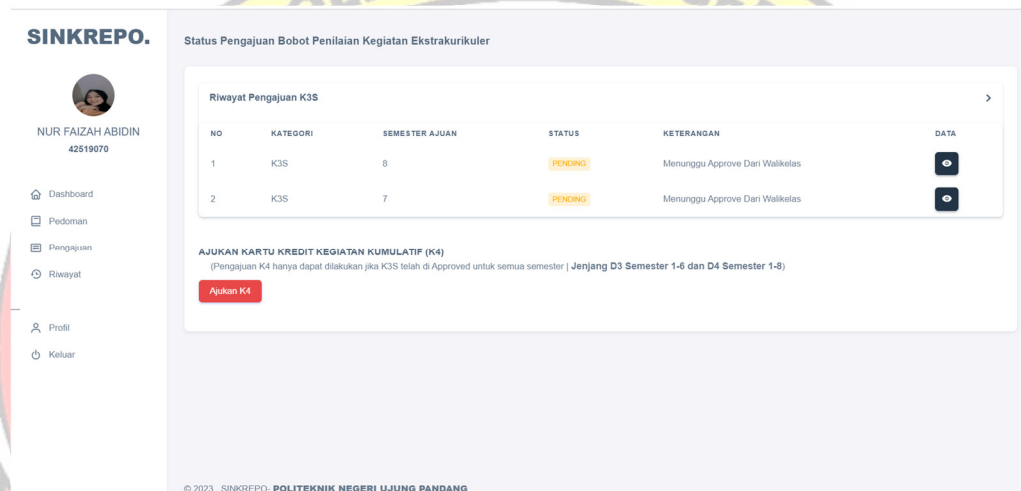 SINKREPO.
NUR FAIZAH ABIDIN
42519070
Dashboard
Pedoman
Pengajuan
Riwayat
Profil
Keluar
Status Pengajuan Bobot Penilaian Kegiatan Ekstrakurikuler
Riwayat Pengajuan K3S
NO KATEGORI SEMESTER AJUAN STATUS KETERANGAN DATA
1 K3S 8 PENDING Menunggu Approve Dari Walikelas
2 K3S 7 PENDING Menunggu Approve Dari Walikelas
AJUKAN KARTU KREDIT KEGIATAN KUMULATIF (K4)
(Pengajuan K4 hanya dapat dilakukan jika K3S telah di Approved untuk semua semester | Jenjang D3 Semester 1-6 dan D4 Semester 1-8)
Ajukan K4
© 2023 , SINKREPO- POLITEKNIK NEGERI UJUNG PANDANG